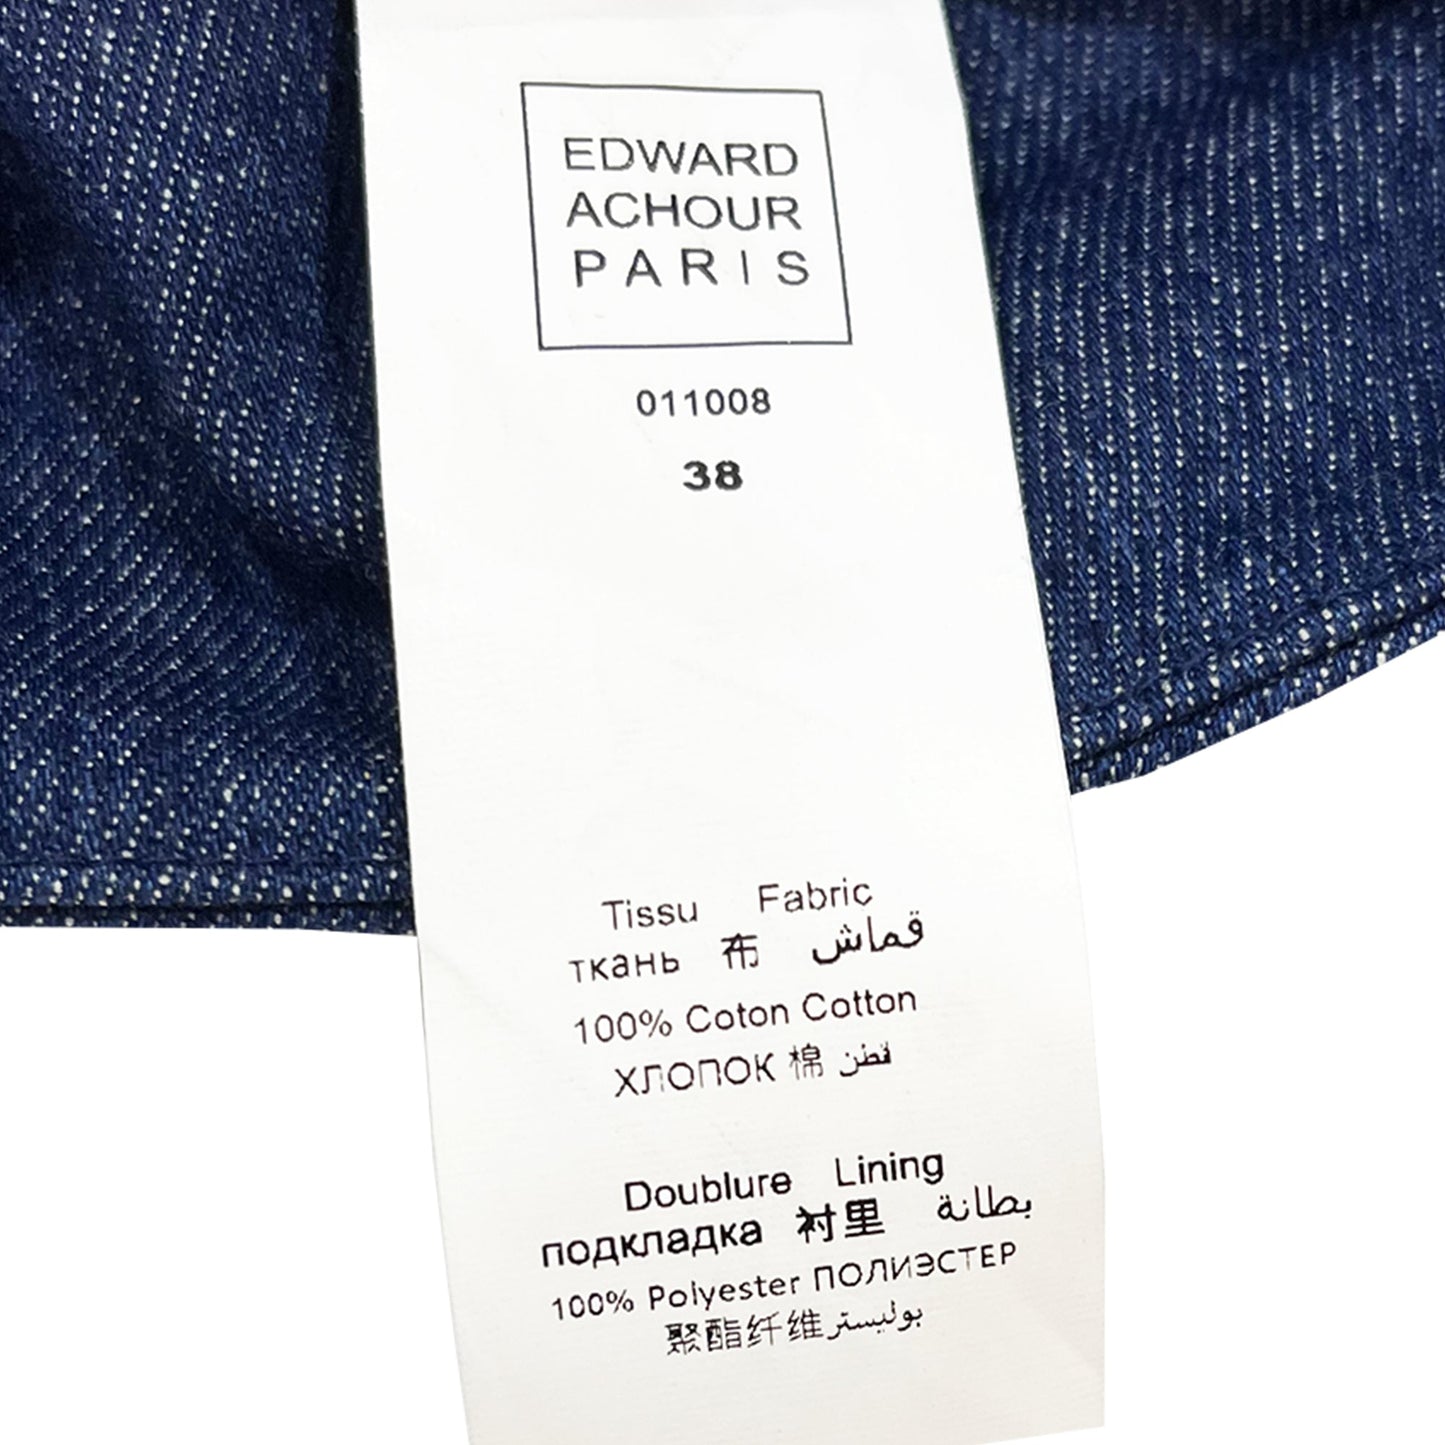 EDWARD
ACHOUR
PARIS
011008
38
Tissu Fabric
ткань 布 قماش
100% Coton Cotton
ХЛОПОК 棉 قطن
Doublure Lining
подкладка 衬里 بطانة
100% Polyester ПОЛИЭСТЕР
聚酯纤维 بوليستر